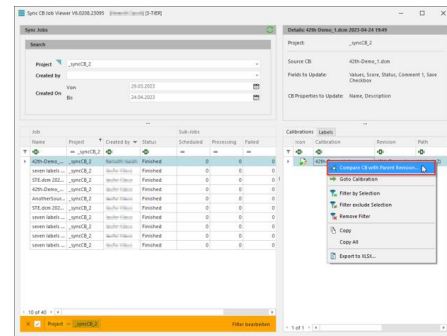 Sync CB Job Viewer V6.0208.23095 [3-TIER]
Sync Jobs
Search
Project _syncCB_2
Created by
Created On Von 29.03.2023
Bis 24.04.2023
Job Sub-Jobs
Name Project Created by Status Scheduled Processing Failed
= _syncCB_2
42th-Demo_... _syncCB_2 Finished 0 0 0
seven labels ... _syncCB_2 Finished 0 0 0
STE.dcm 202... _syncCB_2 Finished 0 0 0
42th-Demo_... _syncCB_2 Finished 0 0 0
AnotherSour... _syncCB_2 Finished 0 0 0
STE.dcm 202... _syncCB_2 Finished 0 0 0
seven labels ... _syncCB_2 Finished 0 0 0
seven labels ... _syncCB_2 Finished 0 0 0
seven labels ... _syncCB_2 Finished 0 0 0
seven labels ... _syncCB_2 Finished 0 0 0
10 of 40
Project = _syncCB_2 Filter bearbeiten
Details: 42th-Demo_1.dcm 2023-04-24 19:49
Project: _syncCB_2
Source CB: 42th-Demo_1.dcm
Fields to Update: Values, Score, Status, Comment 1, Save
Checkbox
CB Properties to Update: Name, Description
Calibrations Labels
Icon Calibration Revision Path
Compare CB with Parent Revision...
Goto Calibration
Filter by Selection
Filter exclude Selection
Remove Filter
Copy
Copy All
Export to XLSX...
1 of 1